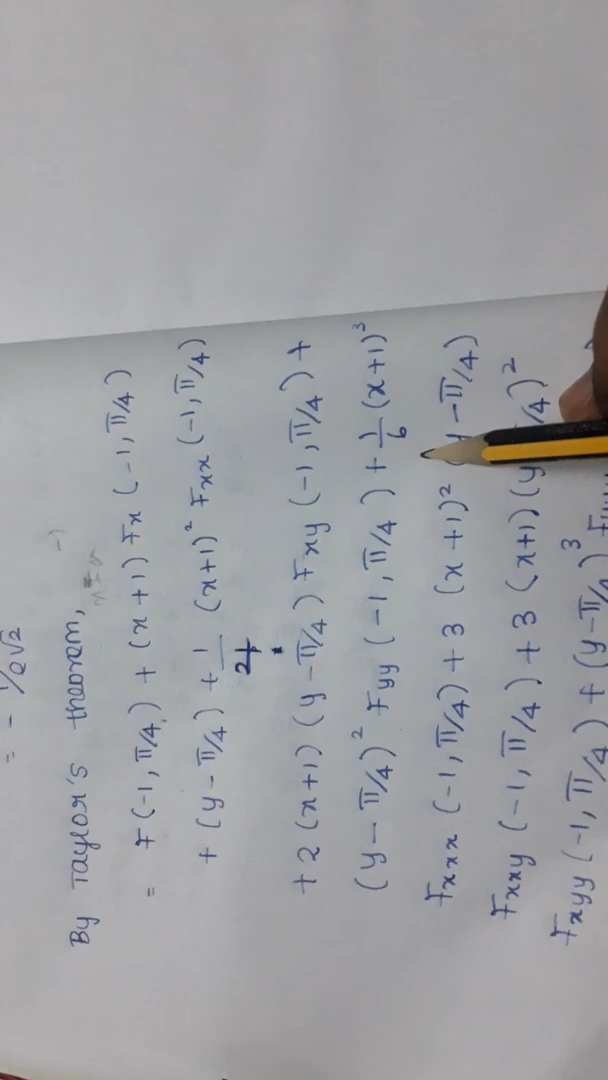 = - 1/e√2
By Taylor's theorem,
= F(-1, π/4) + (x+1) Fx (-1, π/4)
+ (y - π/4) + 1/2 (x+1)² Fxx (-1, π/4)
+ 2(x+1) (y - π/4) Fxy (-1, π/4) +
(y - π/4)² Fyy (-1, π/4) + 1/6 (x+1)³
Fxxx (-1, π/4) + 3 (x+1)² (y - π/4)
Fxxy (-1, π/4) + 3 (x+1) (y /4)²
Fxyy (-1, π/4) + (y - π/4)³